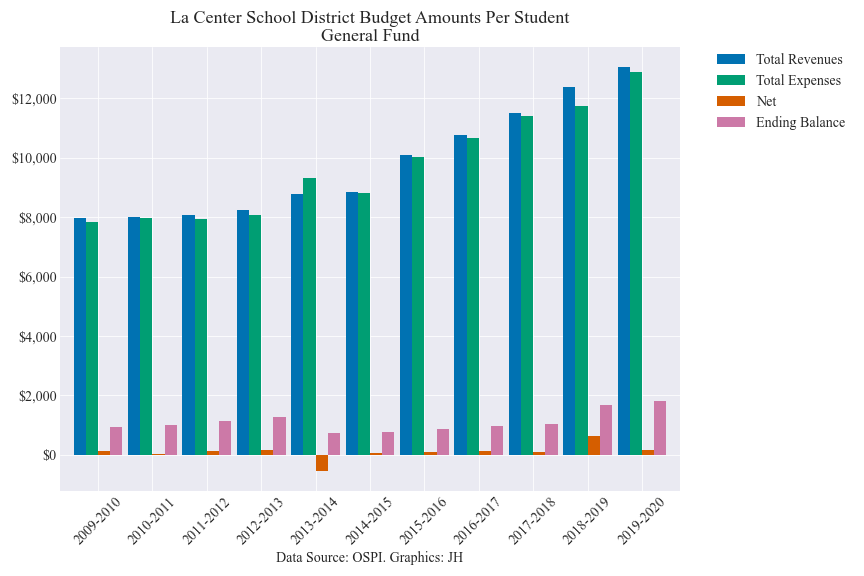 La Center School District Budget Amounts Per Student
General Fund
Total Revenues
Total Expenses
Net
Ending Balance
$12,000
$10,000
$8,000
$6,000
$4,000
$2,000
$0
2009-2010
2010-2011
2011-2012
2012-2013
2013-2014
2014-2015
2015-2016
2016-2017
2017-2018
2018-2019
2019-2020
Data Source: OSPI. Graphics: JH